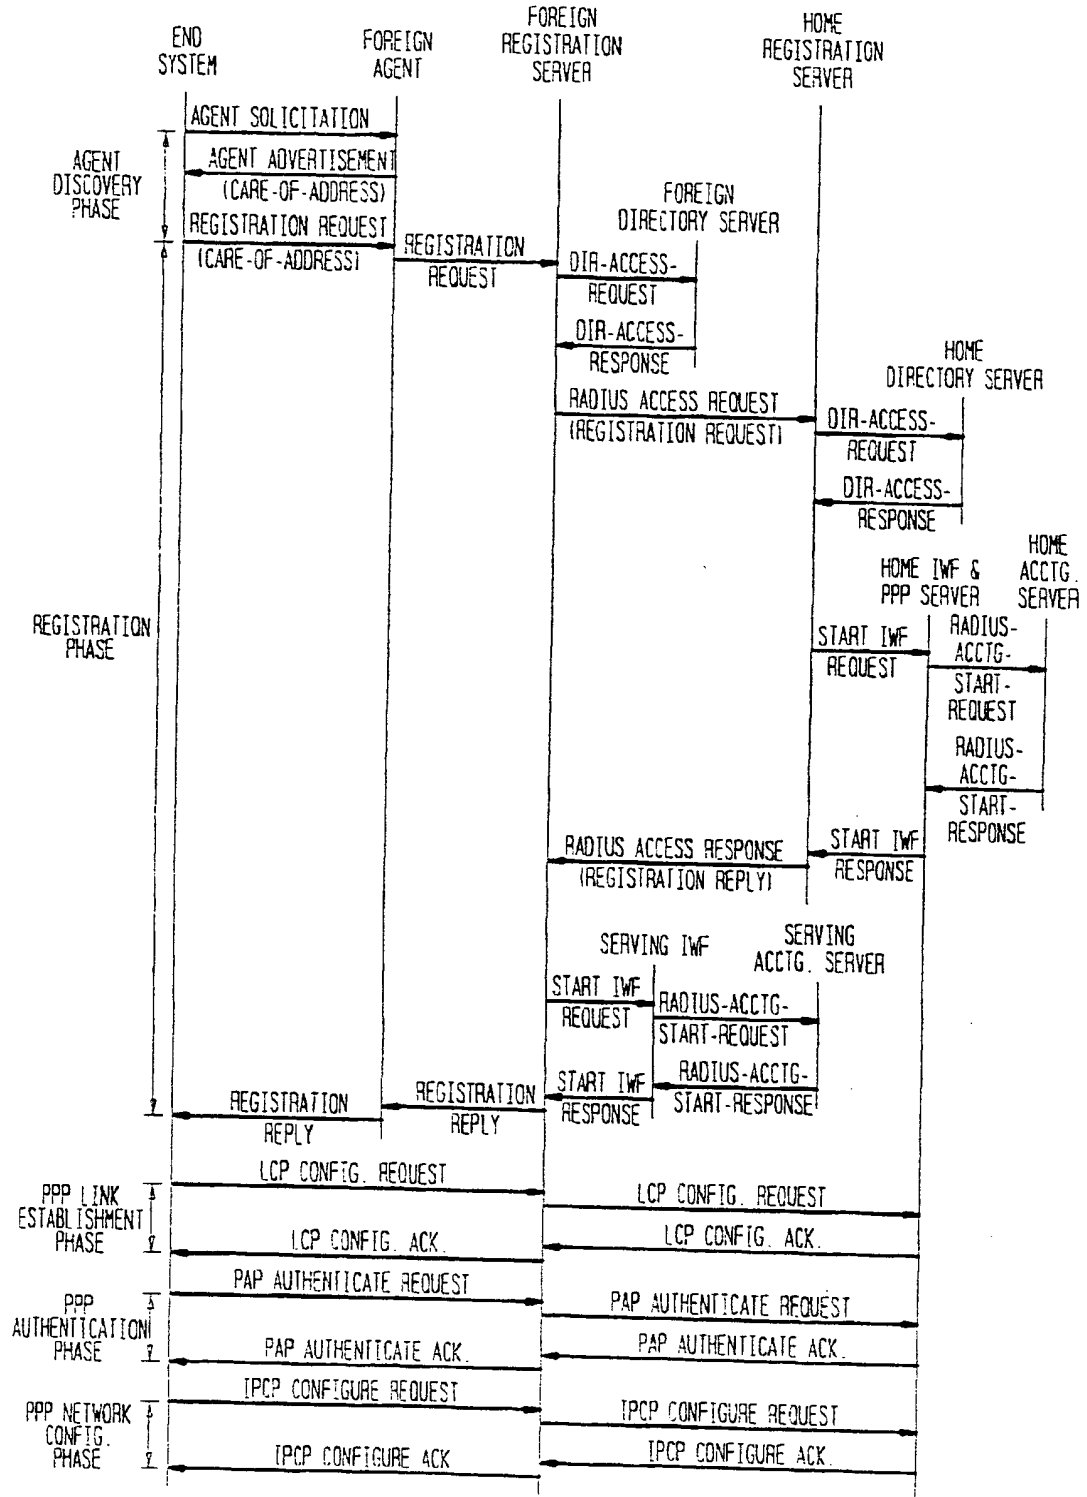 END
SYSTEM
FOREIGN
AGENT
FOREIGN
REGISTRATION
SERVER
HOME
REGISTRATION
SERVER
AGENT SOLICITATION
AGENT ADVERTISEMENT
(CARE-OF-ADDRESS)
AGENT
DISCOVERY
PHASE
REGISTRATION REQUEST
(CARE-OF-ADDRESS)
REGISTRATION
REQUEST
FOREIGN
DIRECTORY SERVER
DIR-ACCESS-
REQUEST
DIR-ACCESS-
RESPONSE
RADIUS ACCESS REQUEST
(REGISTRATION REQUEST)
HOME
DIRECTORY SERVER
DIR-ACCESS-
REQUEST
DIR-ACCESS-
RESPONSE
HOME IWF &
PPP SERVER
HOME
ACCTG.
SERVER
REGISTRATION
PHASE
START IWF
REQUEST
RADIUS-
ACCTG-
START-
REQUEST
RADIUS-
ACCTG-
START-
RESPONSE
START IWF
RESPONSE
RADIUS ACCESS RESPONSE
(REGISTRATION REPLY)
SERVING IWF
SERVING
ACCTG. SERVER
START IWF
REQUEST
RADIUS-ACCTG-
START-REQUEST
RADIUS-ACCTG-
START-RESPONSE
START IWF
RESPONSE
REGISTRATION
REPLY
REGISTRATION
REPLY
PPP LINK
ESTABLISHMENT
PHASE
LCP CONFIG. REQUEST
LCP CONFIG. REQUEST
LCP CONFIG. ACK.
LCP CONFIG. ACK.
PPP
AUTHENTICATION
PHASE
PAP AUTHENTICATE REQUEST
PAP AUTHENTICATE REQUEST
PAP AUTHENTICATE ACK.
PAP AUTHENTICATE ACK.
PPP NETWORK
CONFIG.
PHASE
IPCP CONFIGURE REQUEST
IPCP CONFIGURE REQUEST
IPCP CONFIGURE ACK.
IPCP CONFIGURE ACK